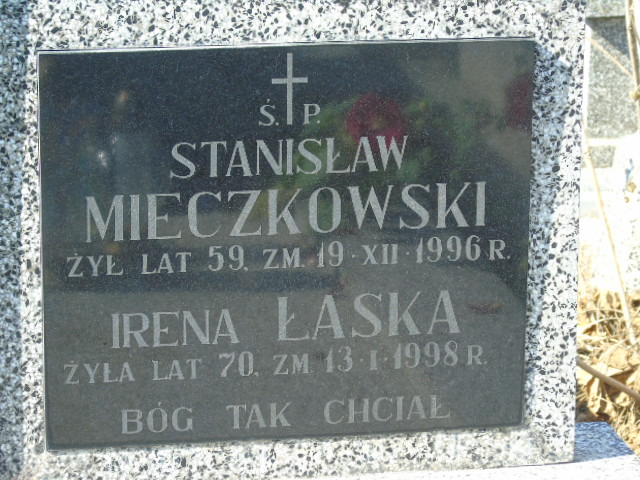 Ś. P.
STANISŁAW
MIECZKOWSKI
ŻYŁ LAT 59. ZM. 19·XII·1996 R.
IRENA ŁASKA
ŻYŁA LAT 70. ZM. 13·I·1998 R.
BÓG TAK CHCIAŁ